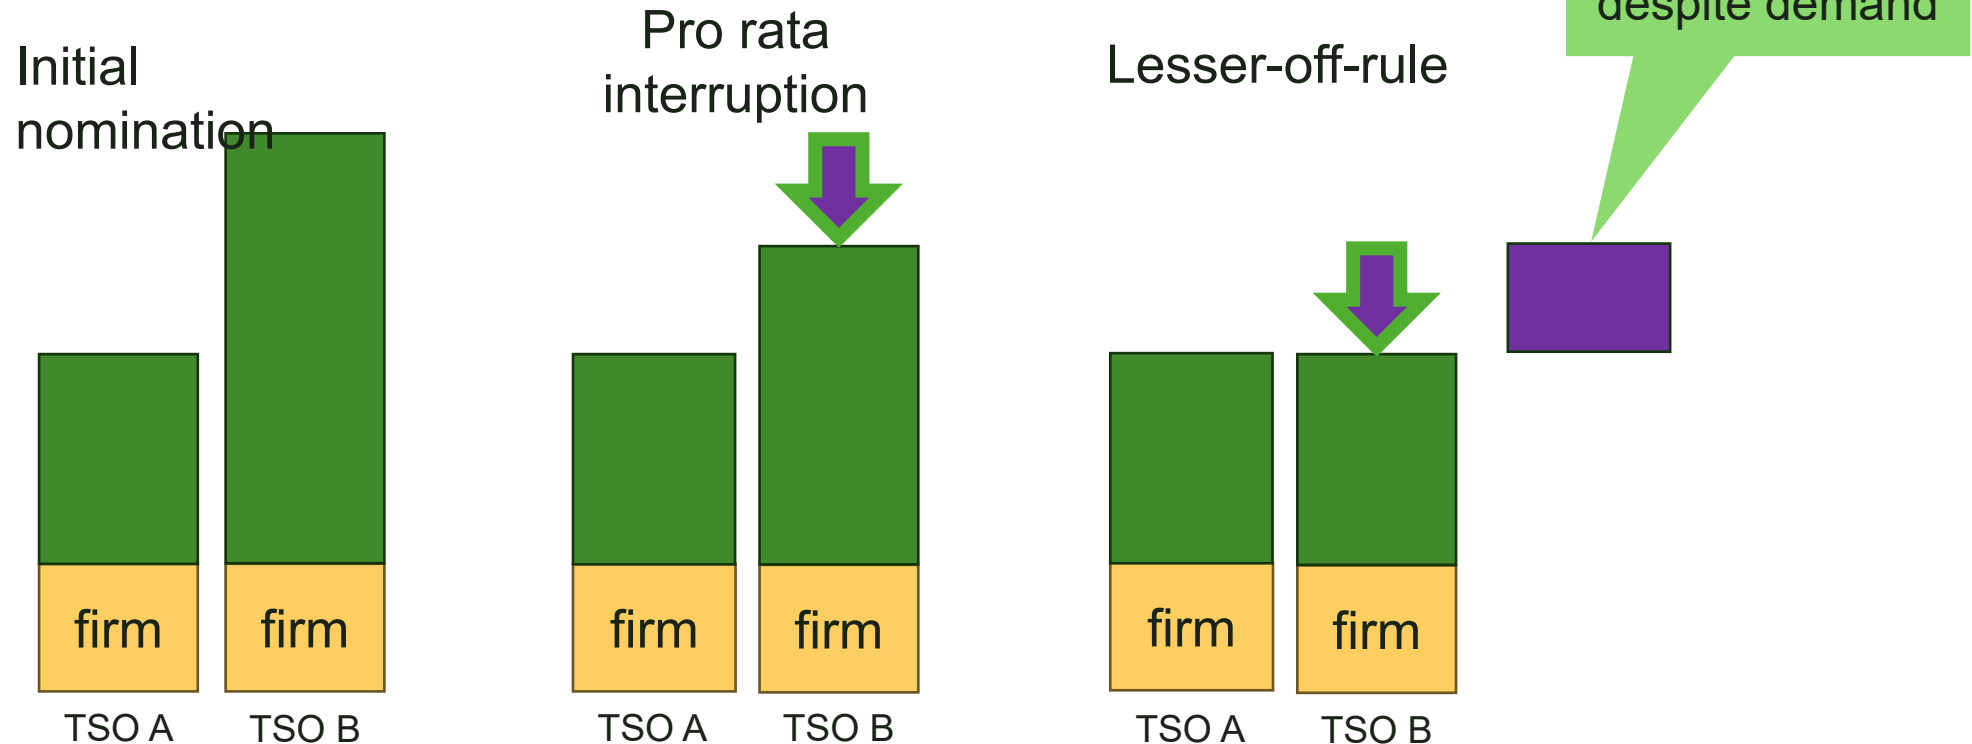 despite demand
Initial
nomination
Pro rata
interruption
Lesser-off-rule
firm
firm
firm
firm
firm
firm
TSO A
TSO B
TSO A
TSO B
TSO A
TSO B